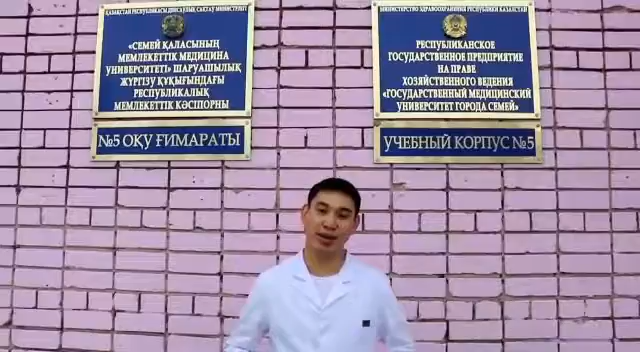 ҚАЗАҚСТАН РЕСПУБЛИКАСЫ ДЕНСАУЛЫҚ САҚТАУ МИНИСТРЛІГІ
«СЕМЕЙ ҚАЛАСЫНЫҢ
МЕМЛЕКЕТТІК МЕДИЦИНА
УНИВЕРСИТЕТІ» ШАРУАШЫЛЫҚ
ЖҮРГІЗУ ҚҰҚЫҒЫНДАҒЫ
РЕСПУБЛИКАЛЫҚ
МЕМЛЕКЕТТІК КӘСІПОРНЫ
№5 ОҚУ ҒИМАРАТЫ
МИНИСТЕРСТВО ЗДРАВООХРАНЕНИЯ РЕСПУБЛИКИ КАЗАХСТАН
РЕСПУБЛИКАНСКОЕ
ГОСУДАРСТВЕННОЕ ПРЕДПРИЯТИЕ
НА ПРАВЕ
ХОЗЯЙСТВЕННОГО ВЕДЕНИЯ
«ГОСУДАРСТВЕННЫЙ МЕДИЦИНСКИЙ
УНИВЕРСИТЕТ ГОРОДА СЕМЕЙ»
УЧЕБНЫЙ КОРПУС №5